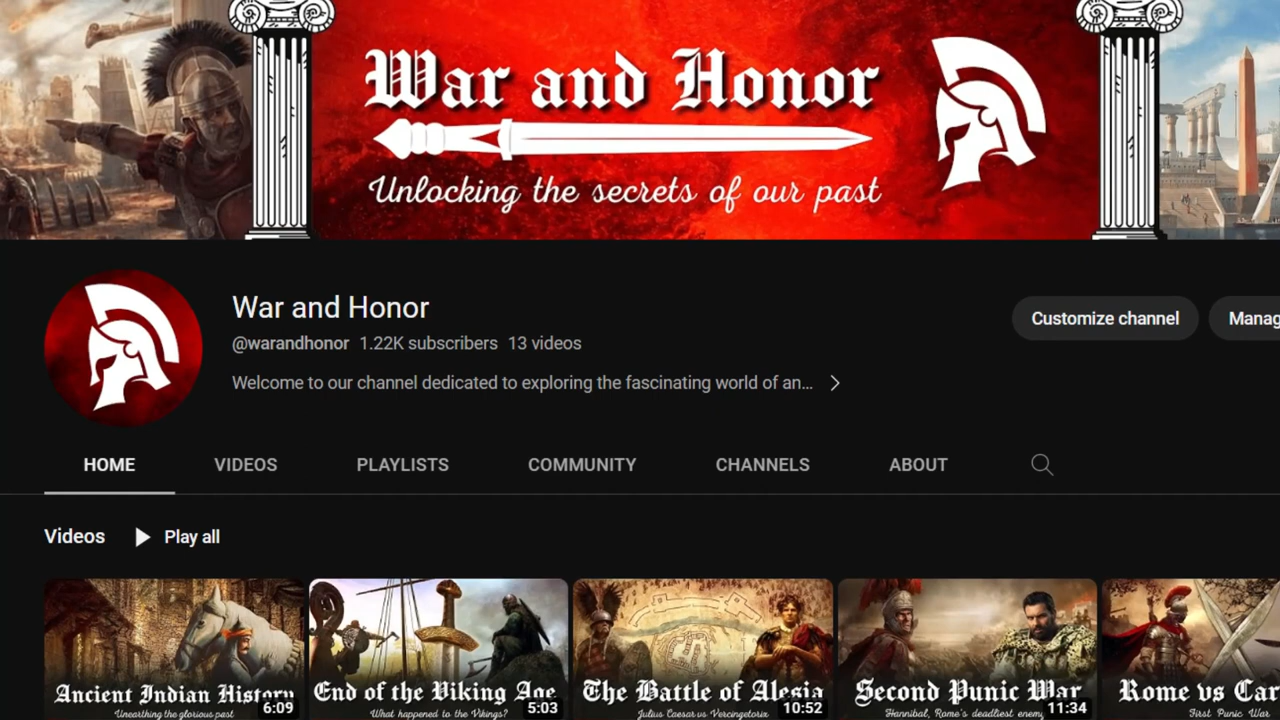 War and Honor
Unlocking the secrets of our past
War and Honor
@warandhonor 1.22K subscribers 13 videos
Welcome to our channel dedicated to exploring the fascinating world of an...
Customize channel
Manag
HOME VIDEOS PLAYLISTS COMMUNITY CHANNELS ABOUT
Videos Play all
Ancient Indian History
Unearthing the glorious past
6:09
End of the Viking Age
What happened to the Vikings?
5:03
The Battle of Alesia
Julius Caesar vs Vercingetorix
10:52
Second Punic War
Hannibal, Rome's deadliest enemy
11:34
Rome vs Car
First Punic War